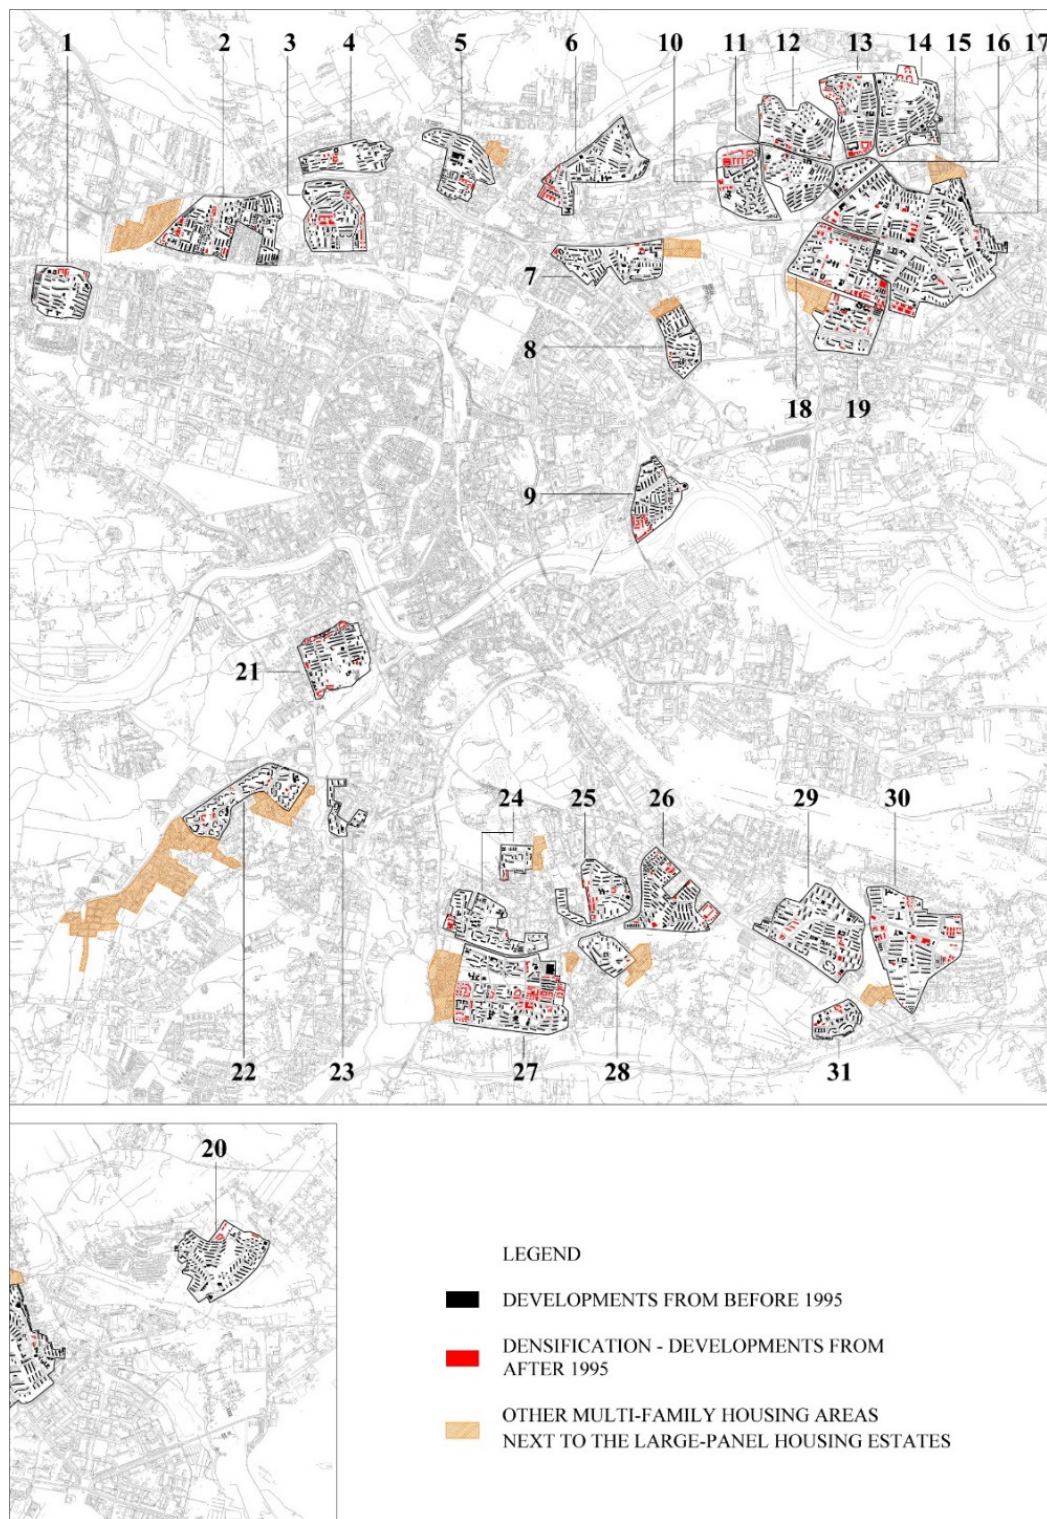 1 2 3 4 5 6 10 11 12 13 14 15 16 17
7
8
18 19
9
21
24 25 26 29 30
22 23 27 28 31
20
LEGEND
DEVELOPMENTS FROM BEFORE 1995
DENSIFICATION - DEVELOPMENTS FROM
AFTER 1995
OTHER MULTI-FAMILY HOUSING AREAS
NEXT TO THE LARGE-PANEL HOUSING ESTATES